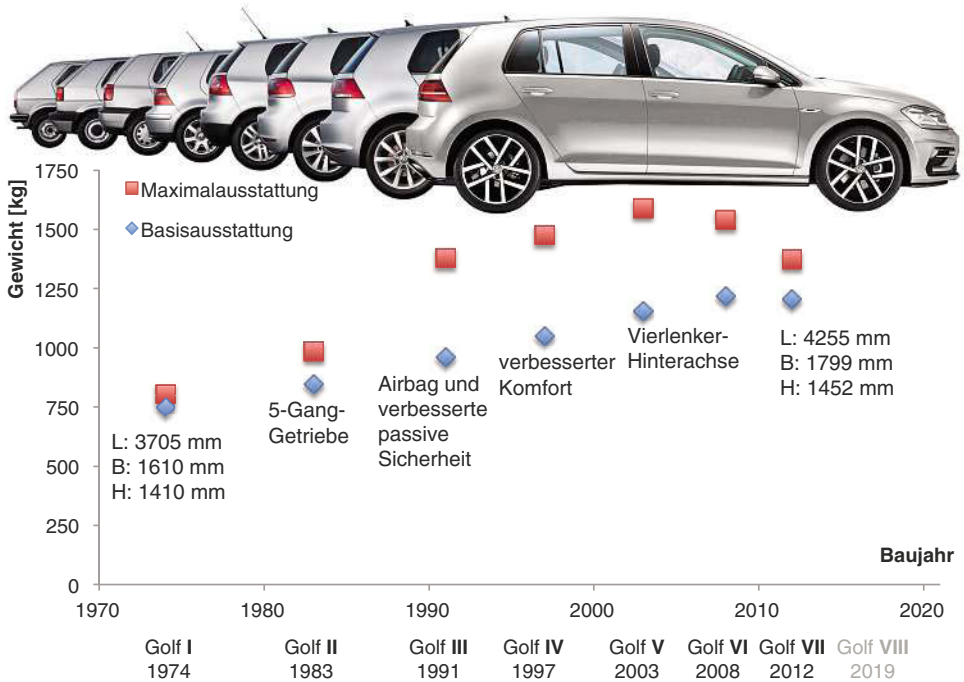 Gewicht [kg]
1750
1500
1250
1000
750
500
250
0
Maximalausstattung
Basisausstattung
L: 3705 mm
B: 1610 mm
H: 1410 mm
5-Gang-
Getriebe
Airbag und
verbesserte
passive
Sicherheit
verbesserter
Komfort
Vierlenker-
Hinterachse
L: 4255 mm
B: 1799 mm
H: 1452 mm
Baujahr
1970
1980
1990
2000
2010
2020
Golf I
1974
Golf II
1983
Golf III
1991
Golf IV
1997
Golf V
2003
Golf VI
2008
Golf VII
2012
Golf VIII
2019